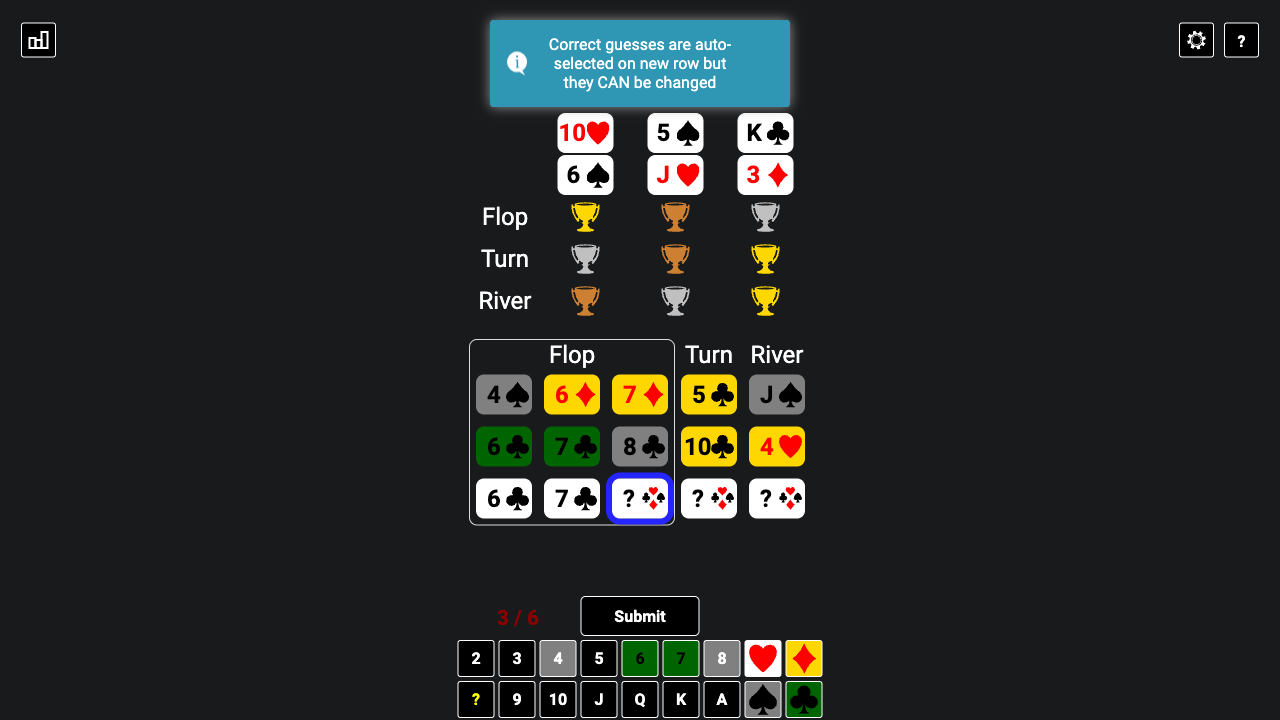 Correct guesses are auto-
selected on new row but
they CAN be changed
?
10 5 K
6 J 3
Flop
Turn
River
Flop Turn River
4 6 7 5 J
6 7 8 10 4
6 7 ? ? ?
3 / 6 Submit
2 3 4 5 6 7 8
? 9 10 J Q K A